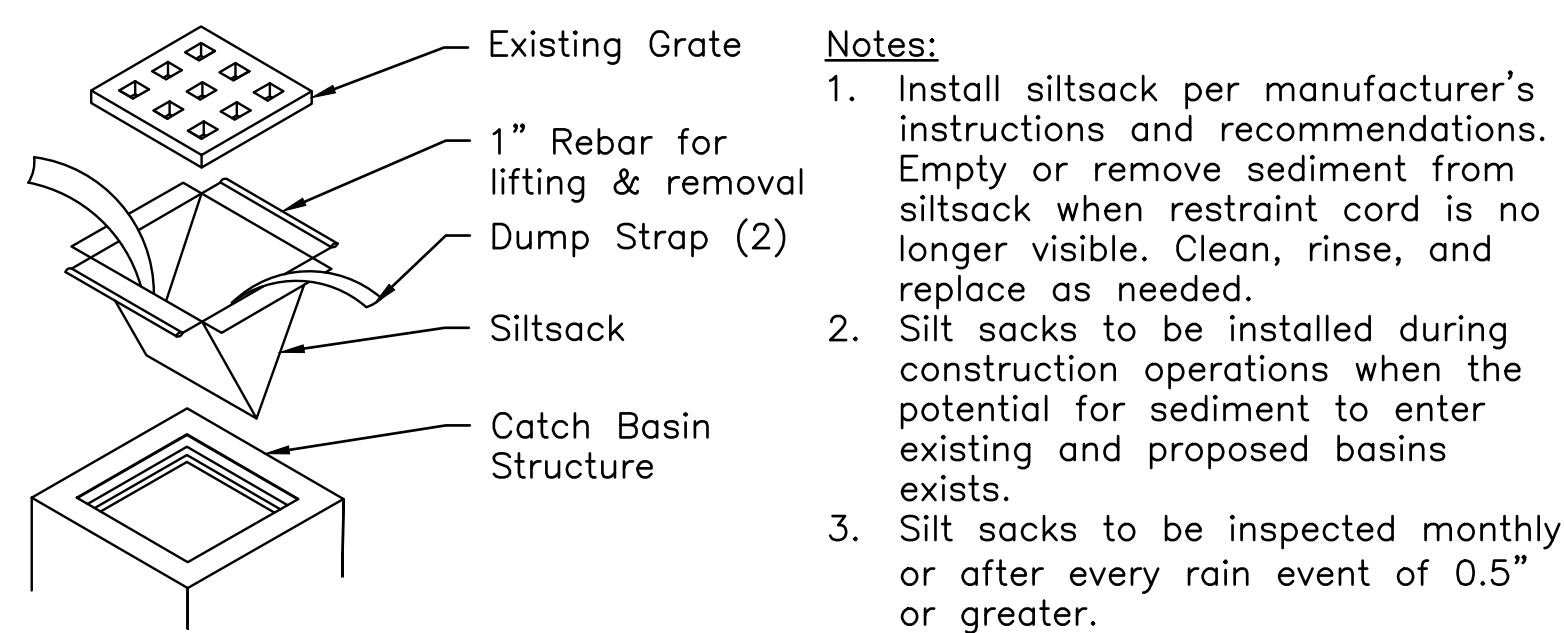 Existing Grate
1” Rebar for
lifting & removal
Dump Strap (2)
Siltsack
Catch Basin
Structure
Notes:
1. Install siltsack per manufacturer’s
instructions and recommendations.
Empty or remove sediment from
siltsack when restraint cord is no
longer visible. Clean, rinse, and
replace as needed.
2. Silt sacks to be installed during
construction operations when the
potential for sediment to enter
existing and proposed basins
exists.
3. Silt sacks to be inspected monthly
or after every rain event of 0.5”
or greater.